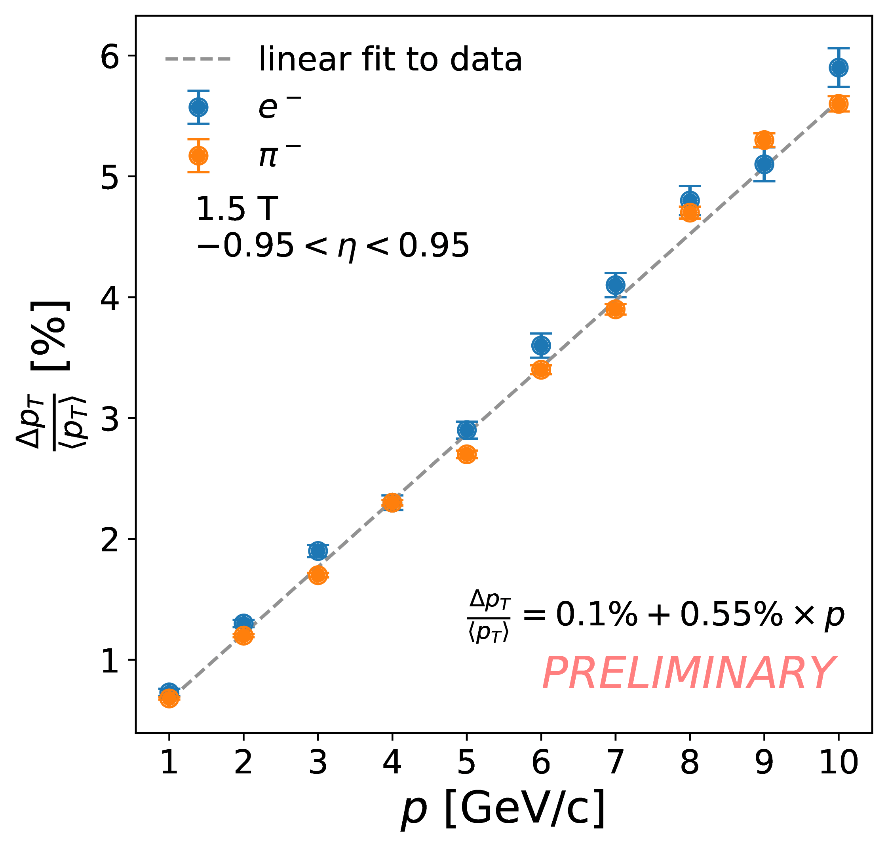 linear fit to data
e⁻
π⁻
1.5 T
−0.95 < η < 0.95
6
5
4
3
2
1
Δp_T / ⟨p_T⟩ [%]
Δp_T / ⟨p_T⟩ = 0.1% + 0.55% × p
PRELIMINARY
1 2 3 4 5 6 7 8 9 10
p [GeV/c]